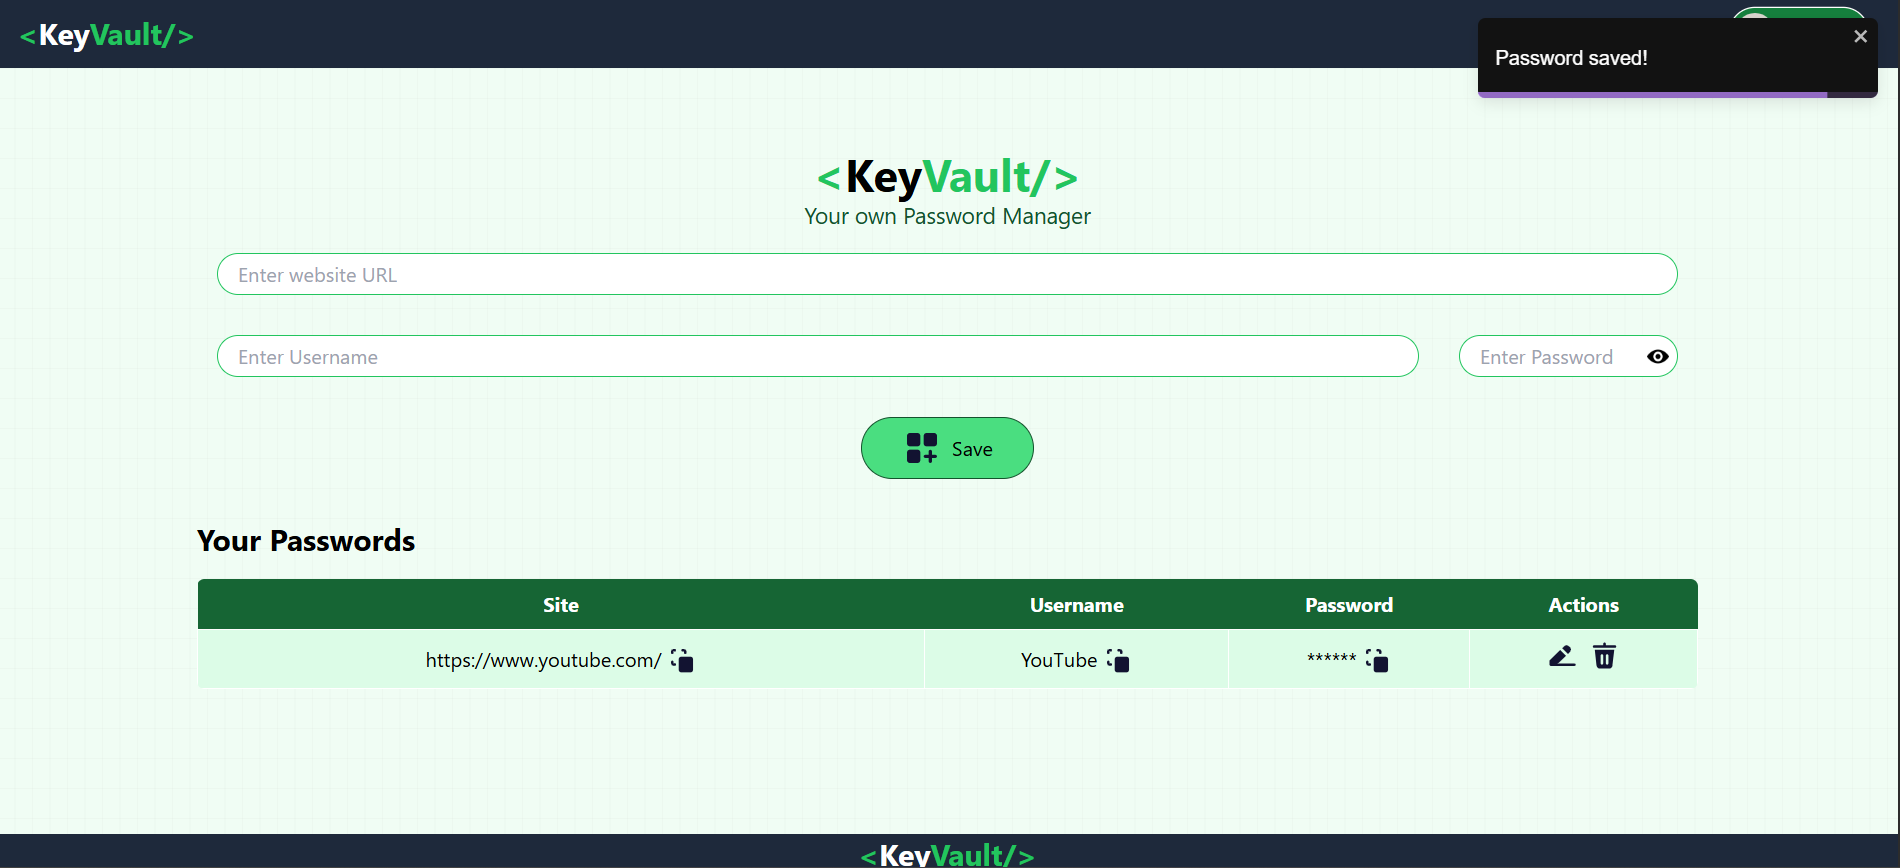 <KeyVault/>
Password saved!
<KeyVault/>
Your own Password Manager
Enter website URL
Enter Username
Enter Password
Save
Your Passwords
Site Username Password Actions
https://www.youtube.com/ YouTube ******
<KeyVault/>